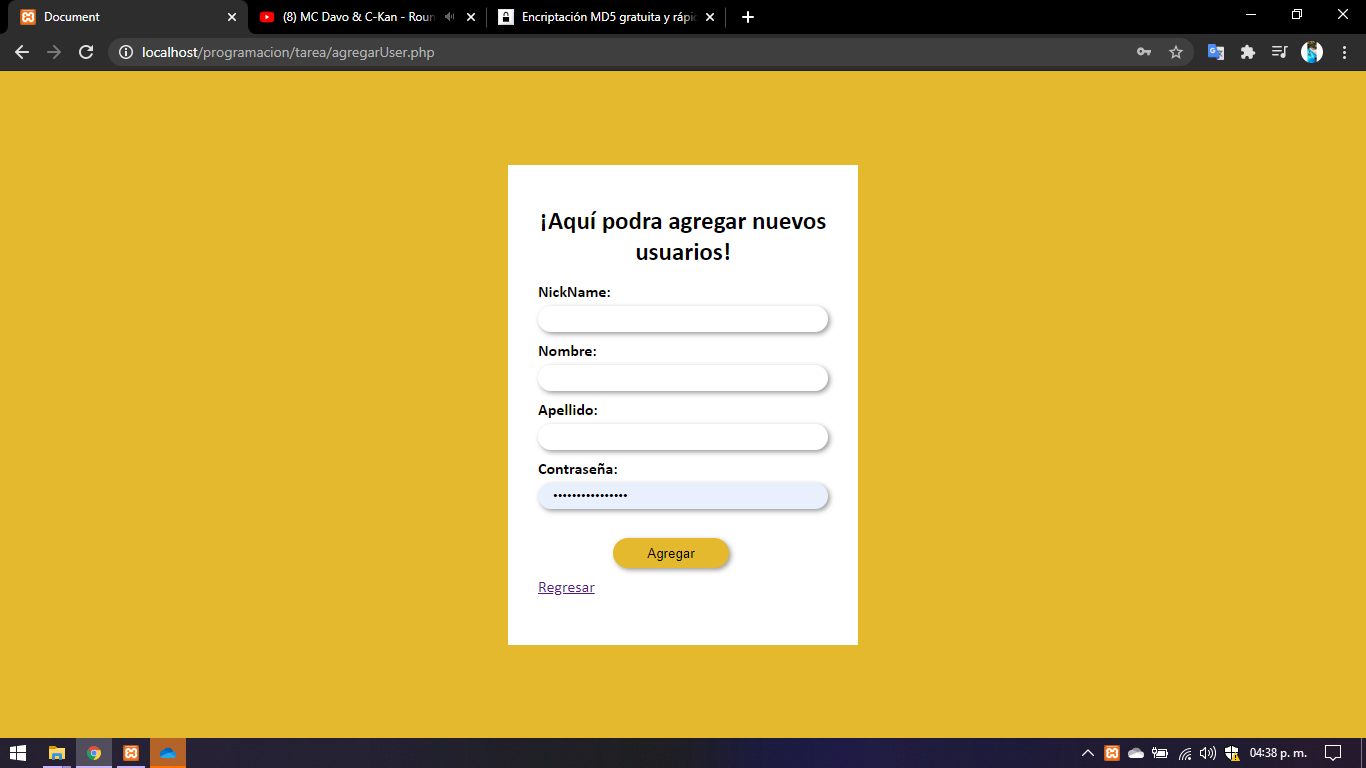 Document
(8) MC Davo & C-Kan - Roun
Encriptación MD5 gratuita y rápi
localhost/programacion/tarea/agregarUser.php
¡Aquí podra agregar nuevos
usuarios!
NickName:
Nombre:
Apellido:
Contraseña:
••••••••••••••••
Agregar
Regresar
04:38 p. m.